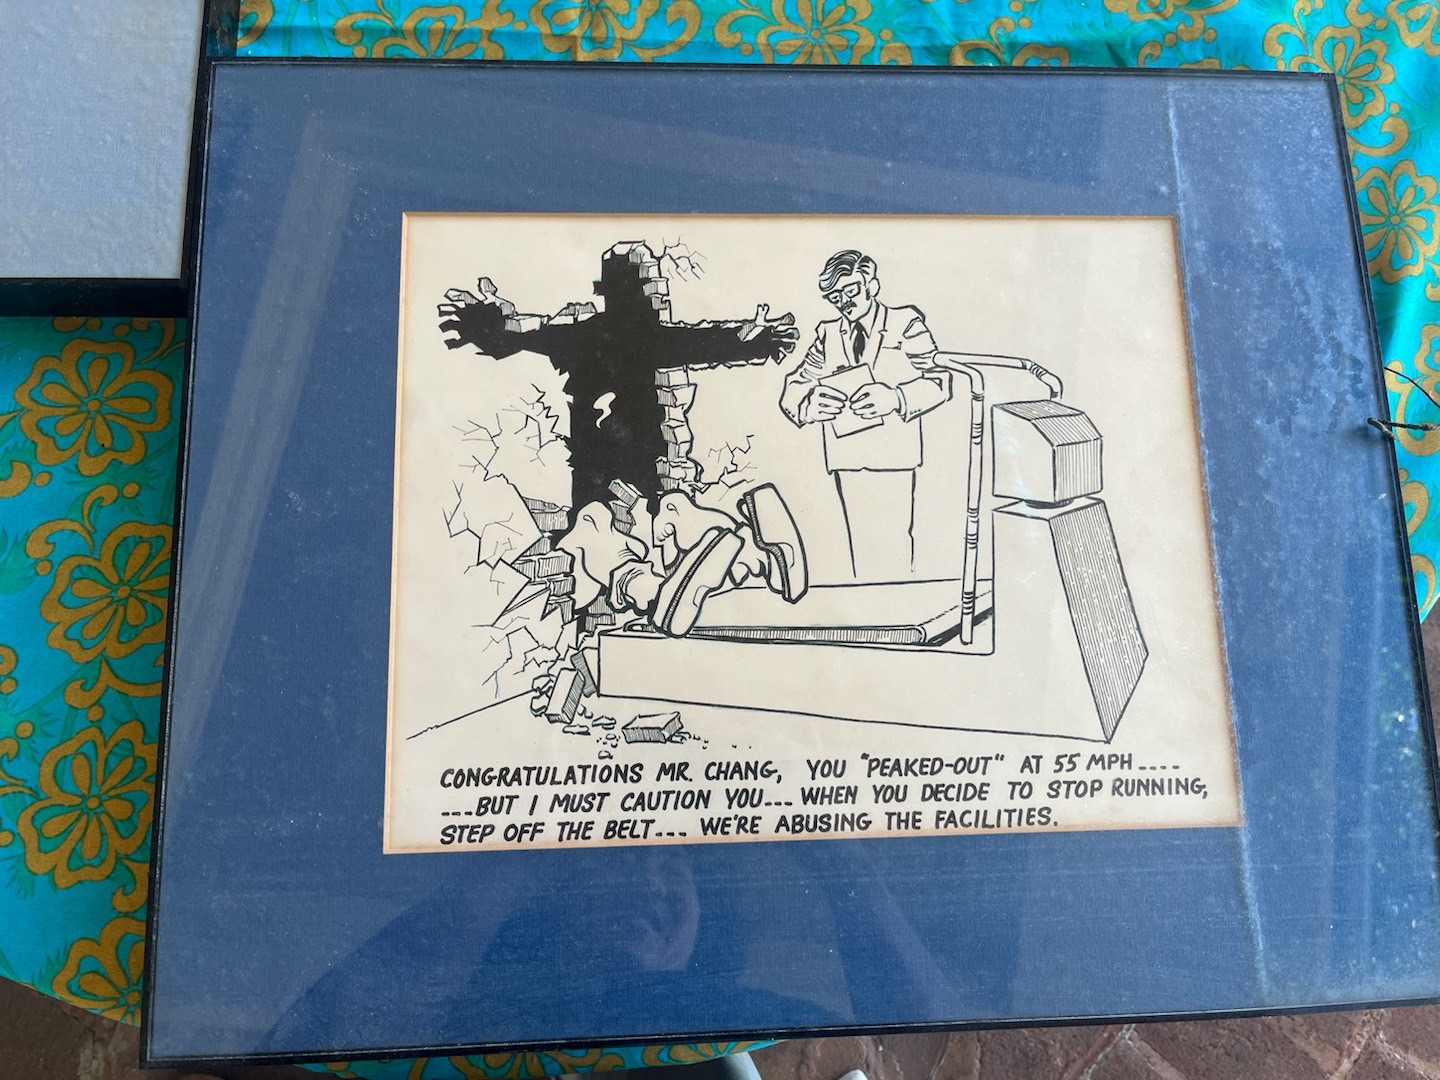 CONGRATULATIONS MR. CHANG, YOU "PEAKED-OUT" AT 55 MPH----
---BUT I MUST CAUTION YOU--- WHEN YOU DECIDE TO STOP RUNNING,
STEP OFF THE BELT--- WE'RE ABUSING THE FACILITIES.